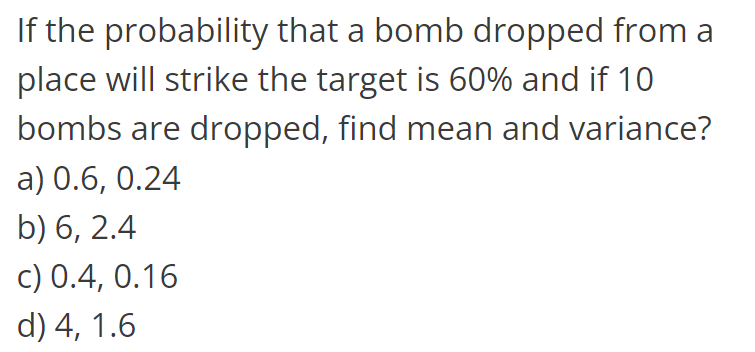 If the probability that a bomb dropped from a
place will strike the target is 60% and if 10
bombs are dropped, find mean and variance?
a) 0.6, 0.24
b) 6, 2.4
c) 0.4, 0.16
d) 4, 1.6